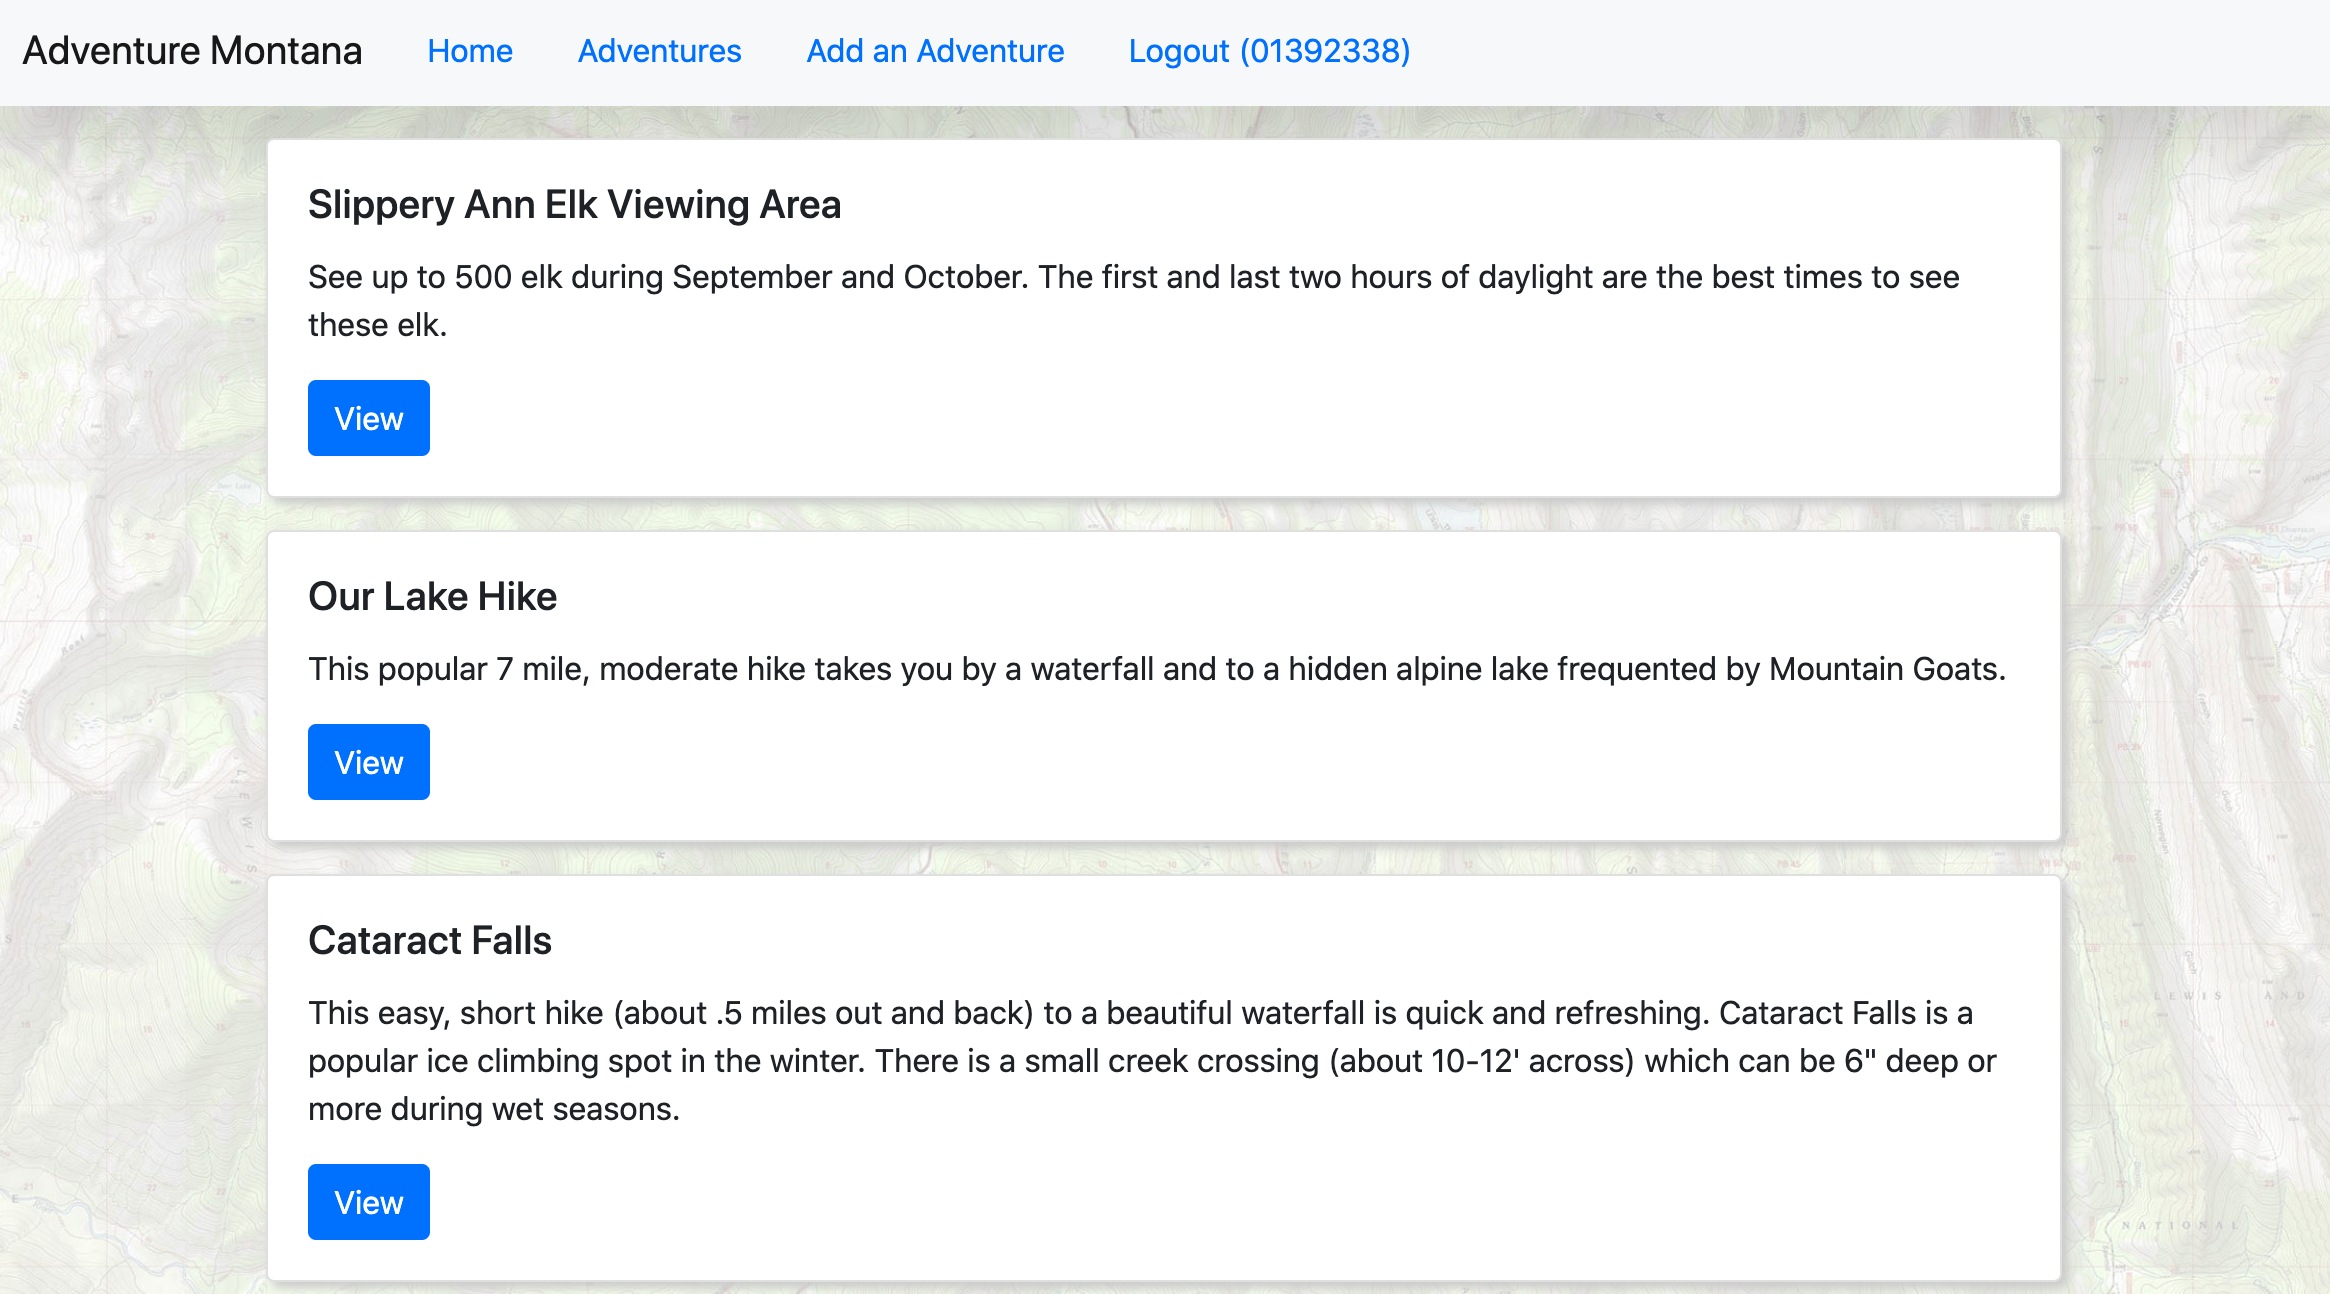 Adventure Montana Home Adventures Add an Adventure Logout (01392338)
Slippery Ann Elk Viewing Area
See up to 500 elk during September and October. The first and last two hours of daylight are the best times to see
these elk.
View
Our Lake Hike
This popular 7 mile, moderate hike takes you by a waterfall and to a hidden alpine lake frequented by Mountain Goats.
View
Cataract Falls
This easy, short hike (about .5 miles out and back) to a beautiful waterfall is quick and refreshing. Cataract Falls is a
popular ice climbing spot in the winter. There is a small creek crossing (about 10-12' across) which can be 6" deep or
more during wet seasons.
View
LEWIS AND
NATIONAL